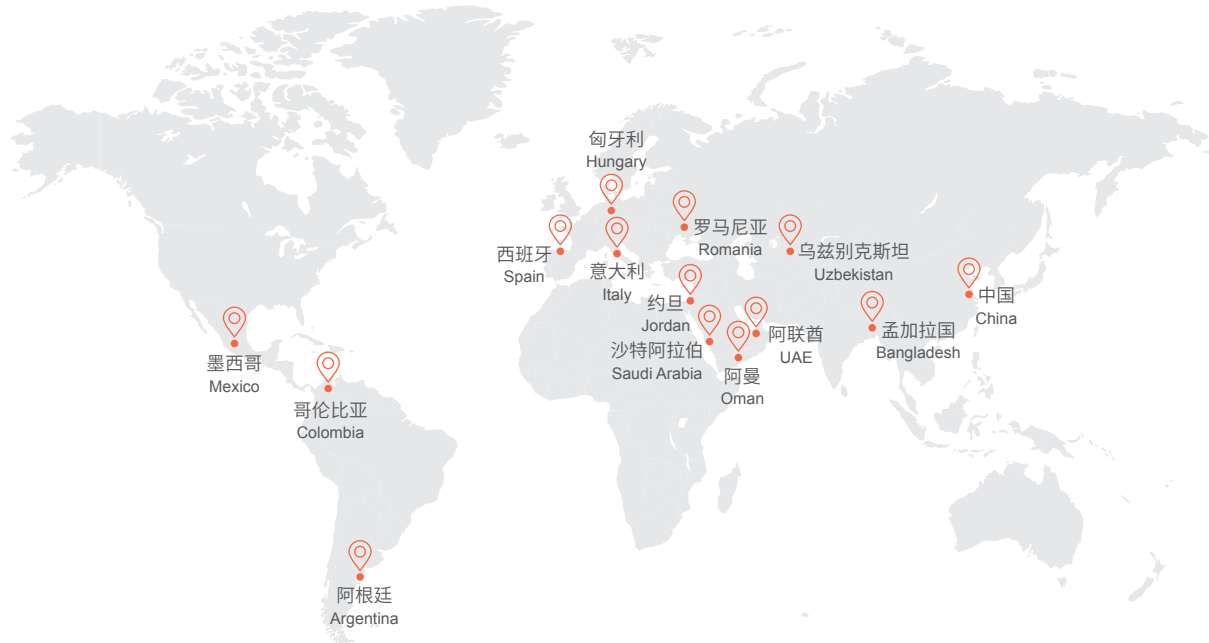 匈牙利
Hungary
罗马尼亚
Romania
西班牙
Spain
意大利
Italy
乌兹别克斯坦
Uzbekistan
约旦
Jordan
中国
China
沙特阿拉伯
Saudi Arabia
阿联酋
UAE
孟加拉国
Bangladesh
阿曼
Oman
墨西哥
Mexico
哥伦比亚
Colombia
阿根廷
Argentina